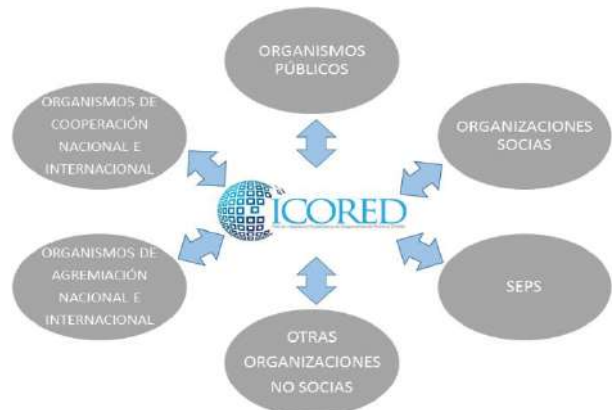 ORGANISMOS
PÚBLICOS
ORGANISMOS DE
COOPERACIÓN
NACIONAL E
INTERNACIONAL
ORGANIZACIONES
SOCIAS
ICORED
ORGANISMOS DE
AGREMIACIÓN
NACIONAL E
INTERNACIONAL
SEPS
OTRAS
ORGANIZACIONES
NO SOCIAS